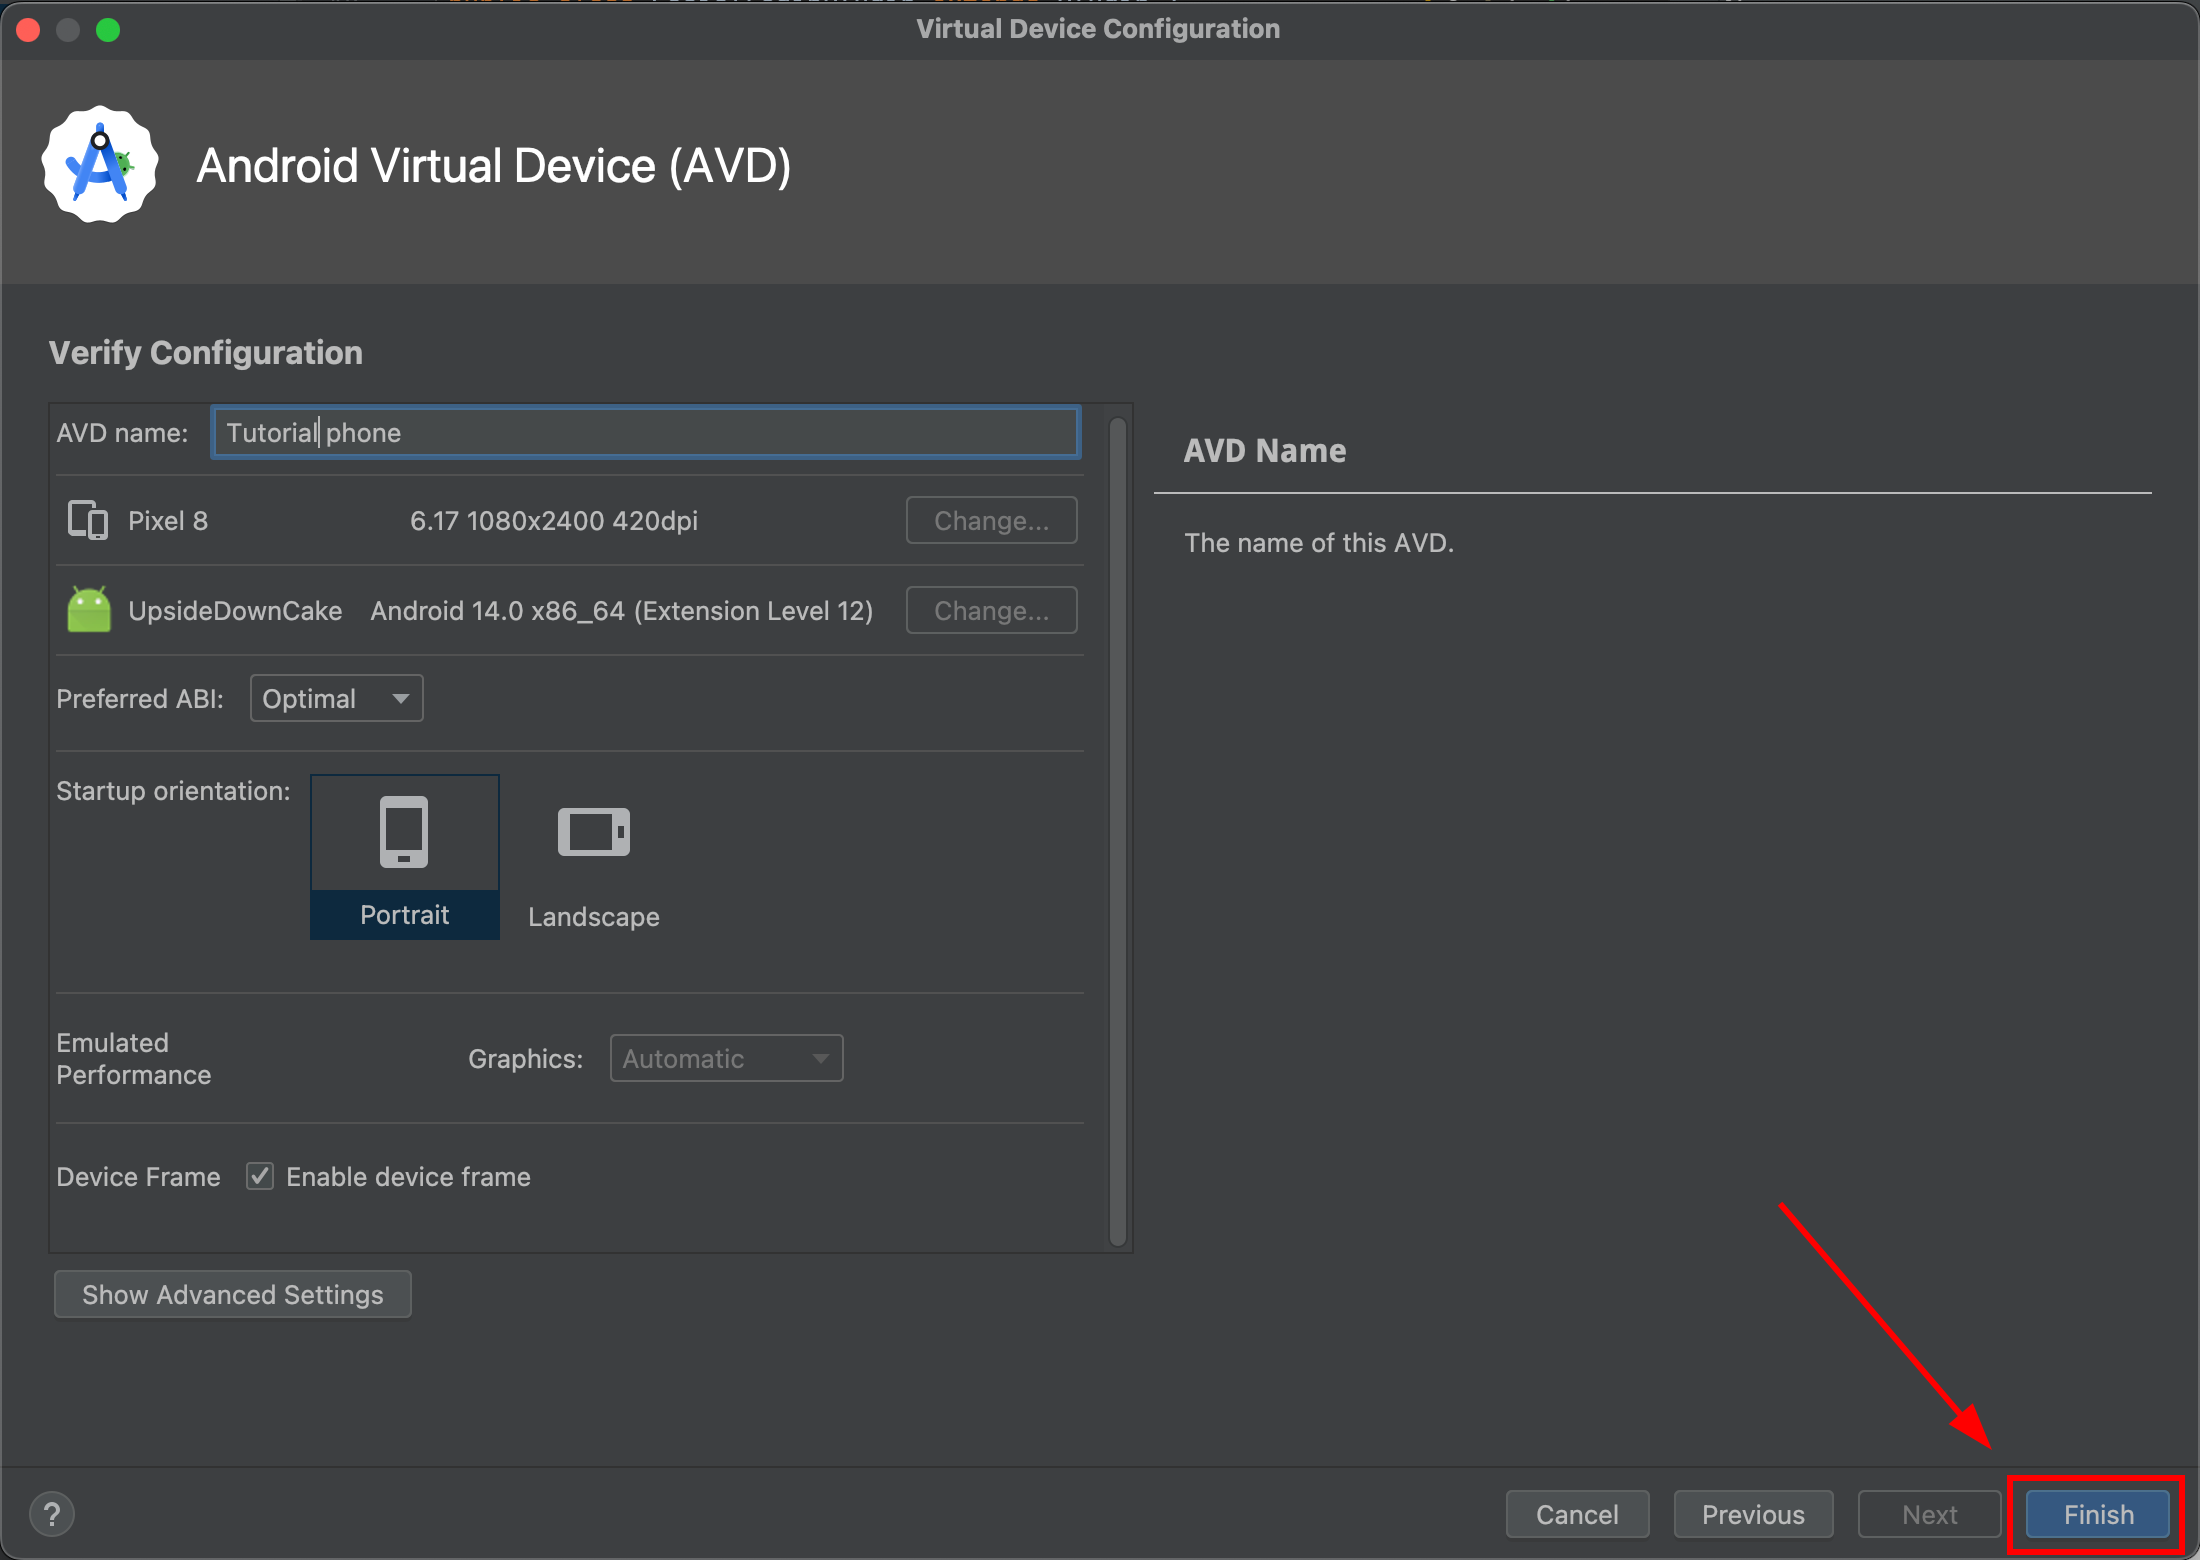 Virtual Device Configuration
Android Virtual Device (AVD)
Verify Configuration
AVD name: Tutorial phone
Pixel 8 6.17 1080x2400 420dpi Change...
UpsideDownCake Android 14.0 x86_64 (Extension Level 12) Change...
Preferred ABI: Optimal
Startup orientation:
Portrait
Landscape
Emulated
Performance
Graphics: Automatic
Device Frame Enable device frame
Show Advanced Settings
AVD Name
The name of this AVD.
?
Cancel Previous Next Finish